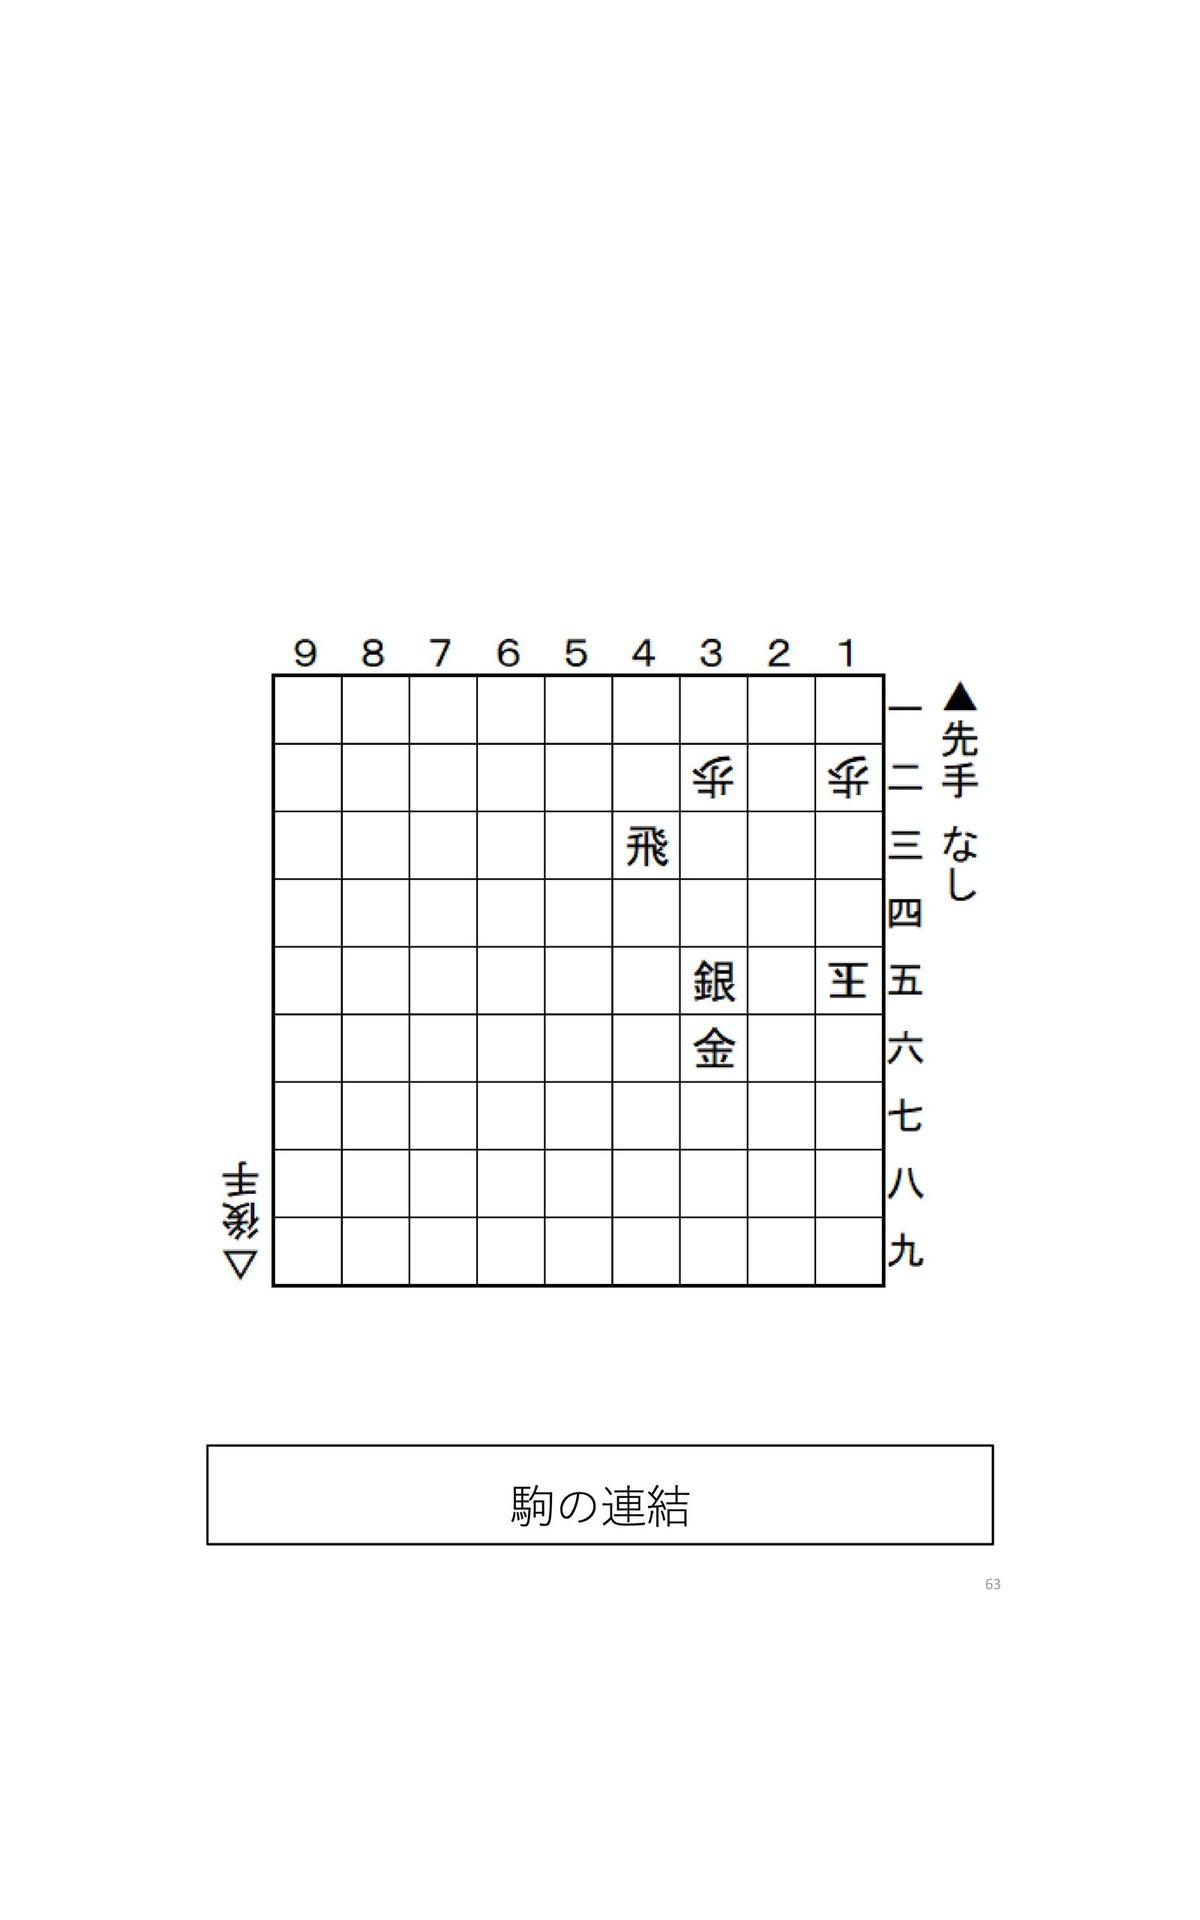 9 8 7 6 5 4 3 2 1
▲先手 なし
一
二 歩 歩
三 飛
四
五 銀 王
六 金
七
八
九
△後手
駒の連結
63